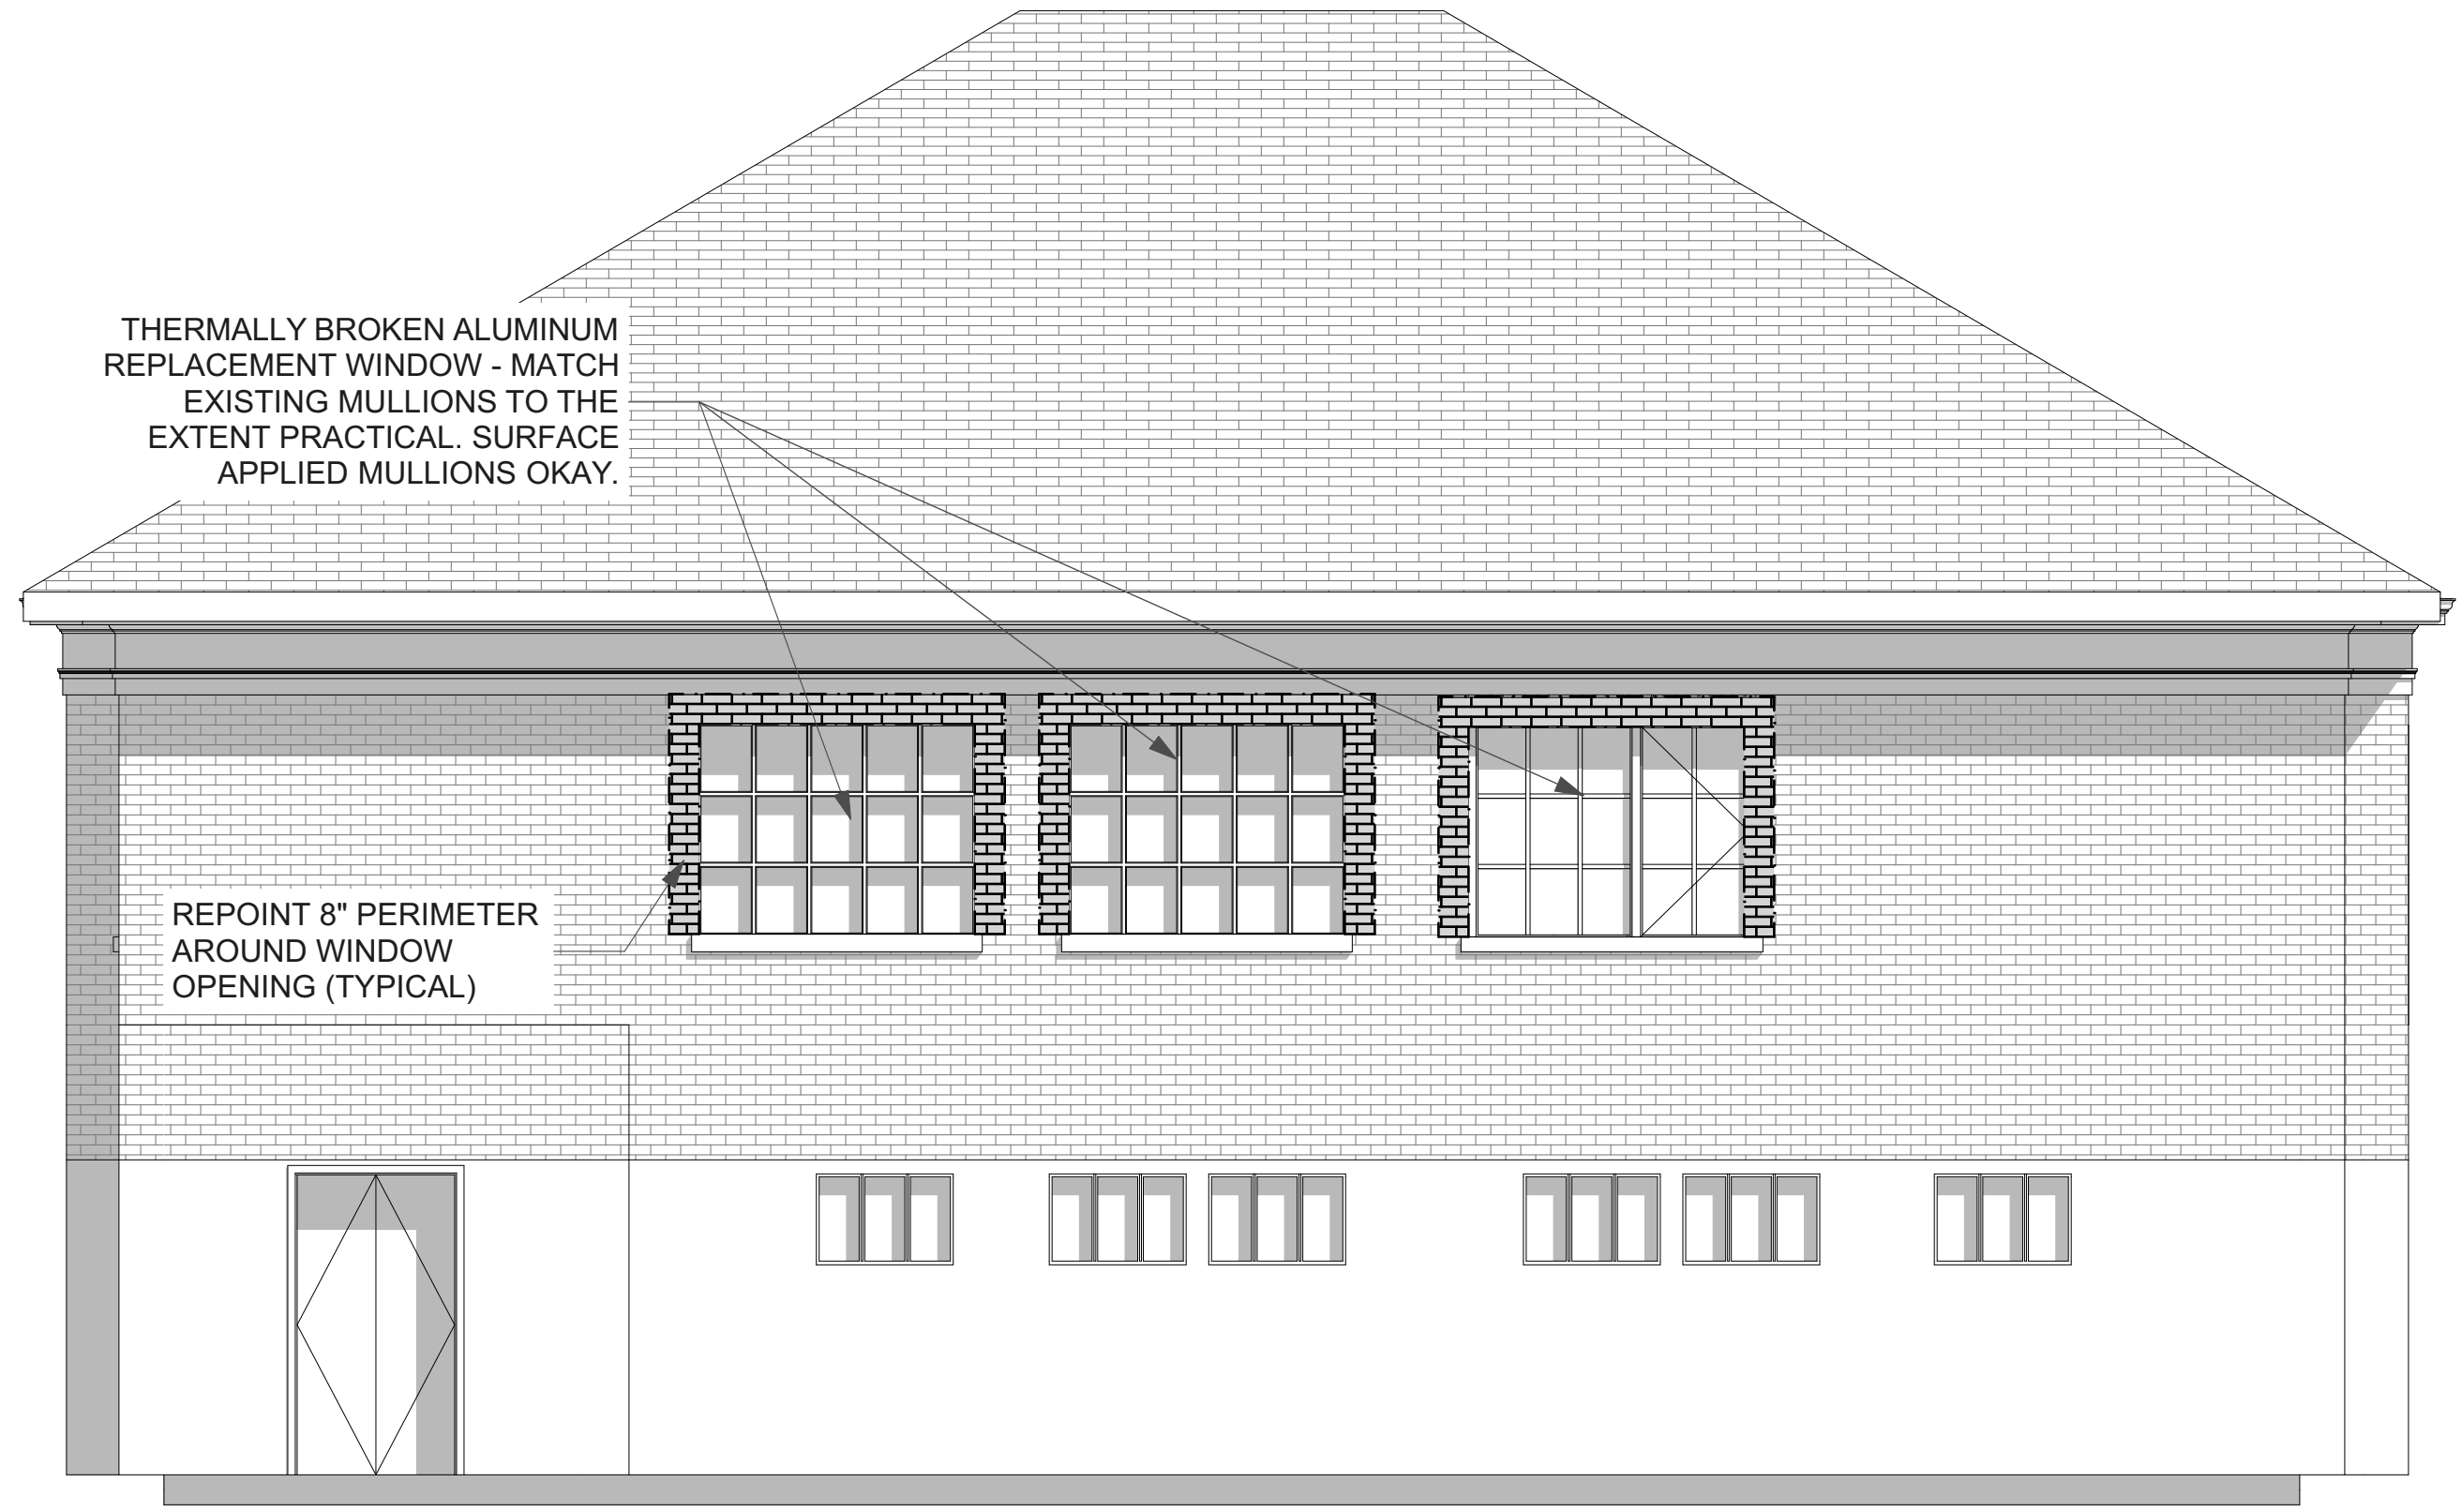 THERMALLY BROKEN ALUMINUM
REPLACEMENT WINDOW - MATCH
EXISTING MULLIONS TO THE
EXTENT PRACTICAL. SURFACE
APPLIED MULLIONS OKAY.
REPOINT 8" PERIMETER
AROUND WINDOW
OPENING (TYPICAL)